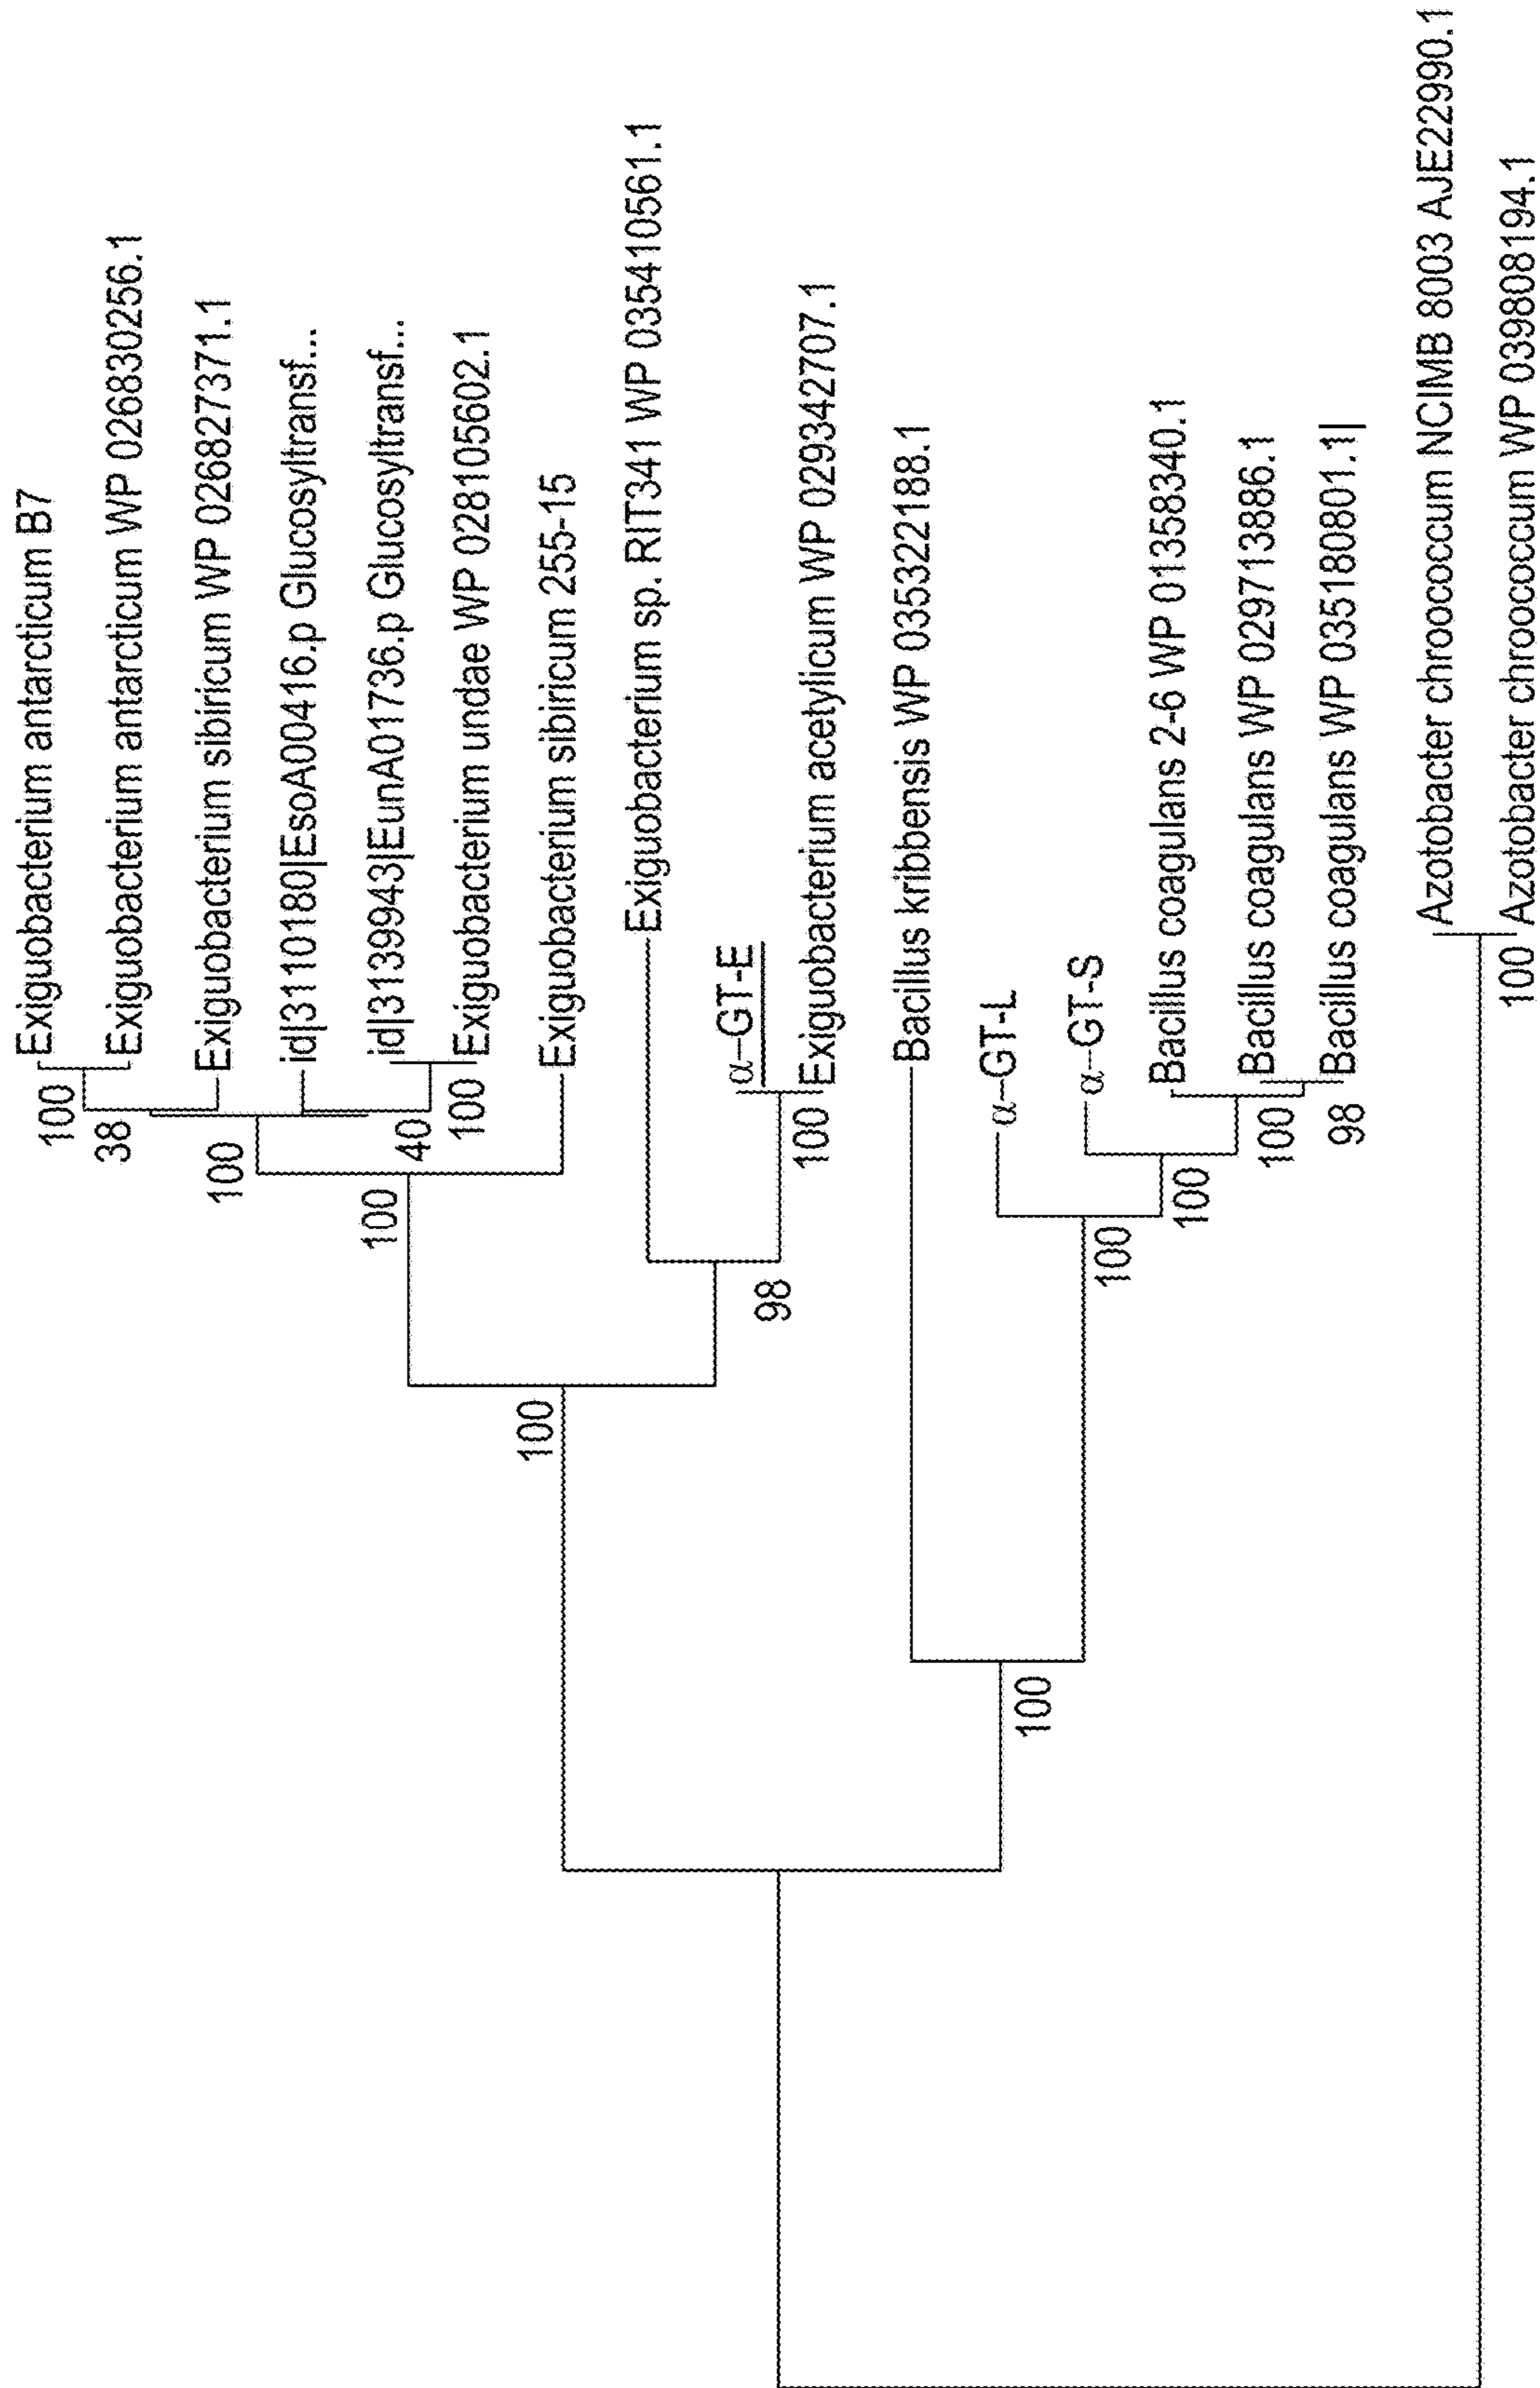 Exiguobacterium antarcticum B7
100
Exiguobacterium antarcticum WP 026830256.1
38
Exiguobacterium sibiricum WP 026827371.1
100
id|3110180|EsoA00416.p Glucosyltransf...
id|3139943|EunA01736.p Glucosyltransf...
40
100
Exiguobacterium undae WP 028105602.1
100
Exiguobacterium sibiricum 255-15
100
Exiguobacterium sp. RIT341 WP 035410561.1
α-GT-E
98
100
Exiguobacterium acetylicum WP 029342707.1
Bacillus kribbensis WP 035322188.1
100
α-GT-L
100
α-GT-S
100
Bacillus coagulans 2-6 WP 01358340.1
100
Bacillus coagulans WP 029713886.1
98
Bacillus coagulans WP 035180801.1|
Azotobacter chroococcum NCIMB 8003 AJE22990.1
100
Azotobacter chroococcum WP 039808194.1